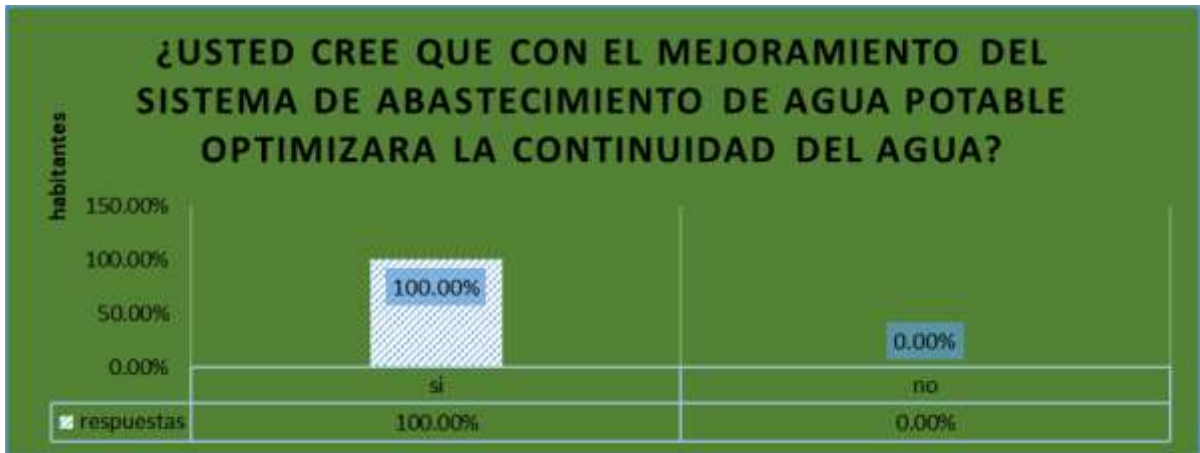 ¿USTED CREE QUE CON EL MEJORAMIENTO DEL
SISTEMA DE ABASTECIMIENTO DE AGUA POTABLE
OPTIMIZARA LA CONTINUIDAD DEL AGUA?
habitantes
150.00%
100.00%
50.00%
0.00%
100.00%
0.00%
si
no
respuestas
100.00%
0.00%